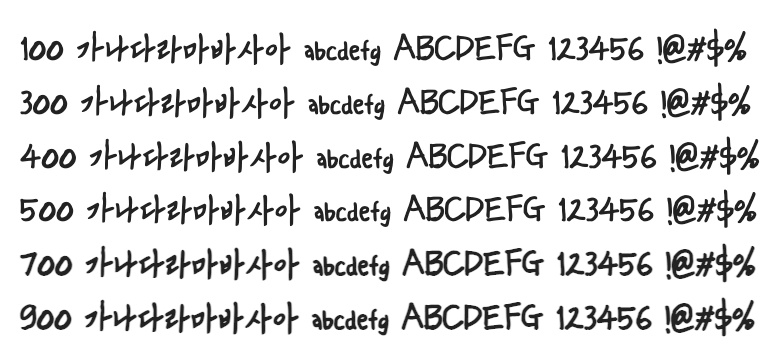 100 가나다라마바사아 abcdefg ABCDEFG 123456 !@#$%
300 가나다라마바사아 abcdefg ABCDEFG 123456 !@#$%
400 가나다라마바사아 abcdefg ABCDEFG 123456 !@#$%
500 가나다라마바사아 abcdefg ABCDEFG 123456 !@#$%
700 가나다라마바사아 abcdefg ABCDEFG 123456 !@#$%
900 가나다라마바사아 abcdefg ABCDEFG 123456 !@#$%